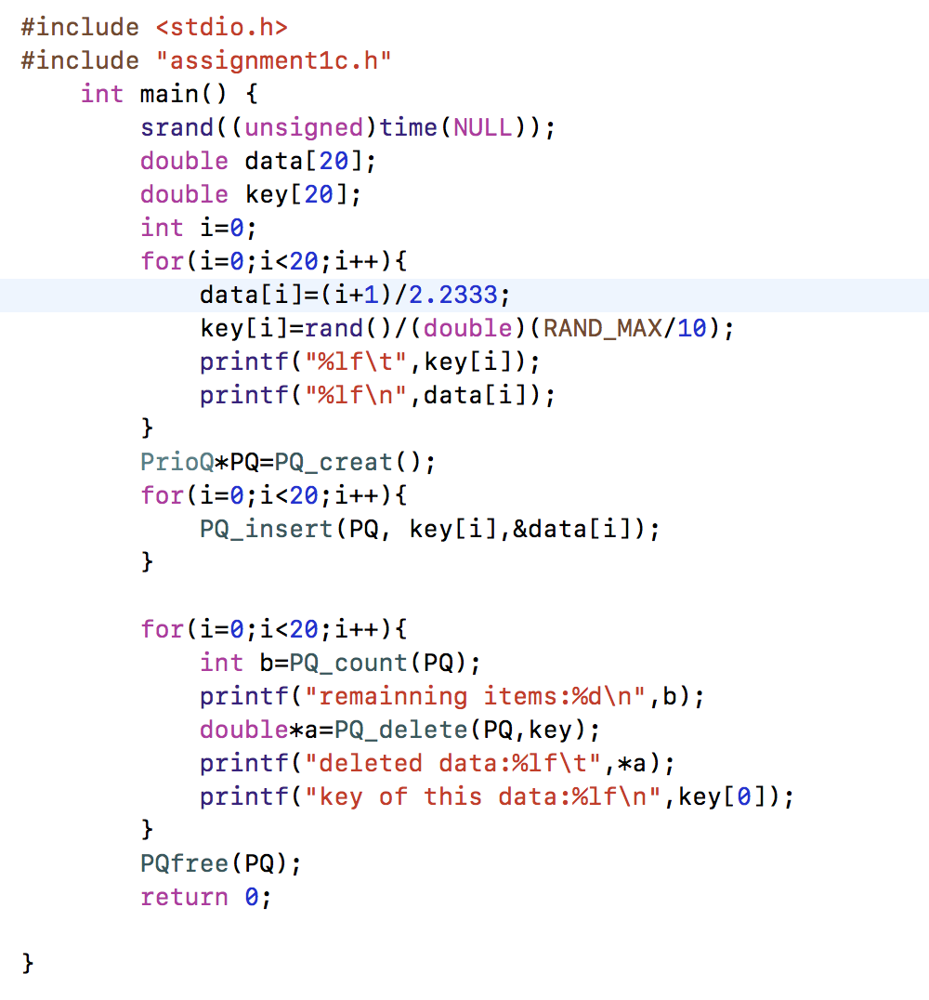 #include <stdio.h>
#include "assignment1c.h"
    int main() {
        srand((unsigned)time(NULL));
        double data[20];
        double key[20];
        int i=0;
        for(i=0;i<20;i++){
            data[i]=(i+1)/2.2333;
            key[i]=rand()/(double)(RAND_MAX/10);
            printf("%lf\t",key[i]);
            printf("%lf\n",data[i]);
        }
        PrioQ*PQ=PQ_creat();
        for(i=0;i<20;i++){
            PQ_insert(PQ, key[i],&data[i]);
        }
        for(i=0;i<20;i++){
            int b=PQ_count(PQ);
            printf("remainning items:%d\n",b);
            double*a=PQ_delete(PQ,key);
            printf("deleted data:%lf\t",*a);
            printf("key of this data:%lf\n",key[0]);
        }
        PQfree(PQ);
        return 0;
}